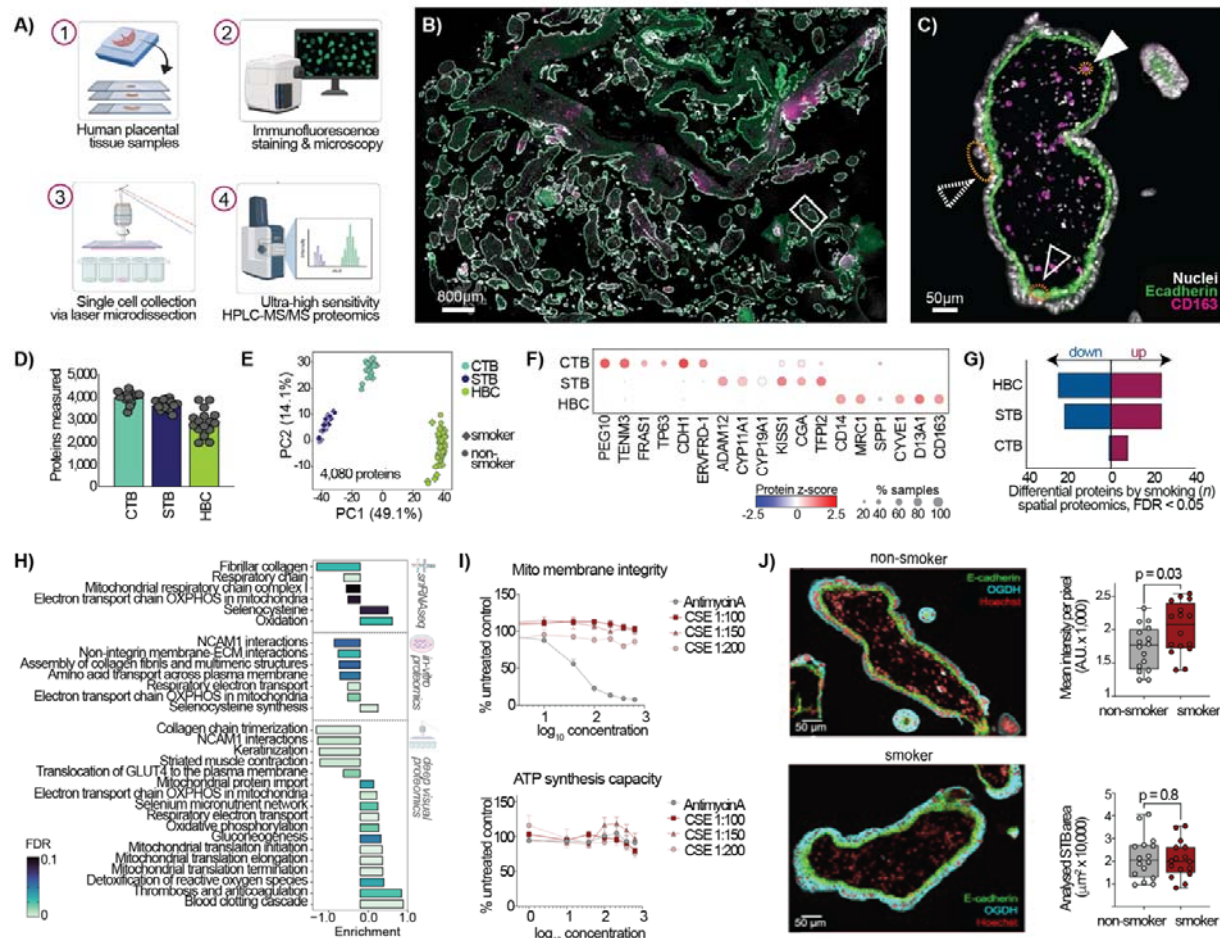 A)
1
Human placental
tissue samples
2
Immunofluorescence
staining & microscopy
3
Single cell collection
via laser microdissection
4
Ultra-high sensitivity
HPLC-MS/MS proteomics
B)
800µm
C)
50µm
Nuclei
Ecadherin
CD163
D)
Proteins measured
5,000
4,000
3,000
2,000
1,000
0
CTB
STB
HBC
E)
PC2 (14.1%)
30
20
10
0
-10
4,080 proteins
-40
-20
0
20
40
PC1 (49.1%)
CTB
STB
HBC
smoker
non-
smoker
F)
CTB
STB
HBC
PEG10
TENM3
FRAS1
TP63
CDH1
ERVFRD-1
ADAM12
CYP11A1
CYP19A1
KISS1
CGA
TFPI2
CD14
MRC1
SPP1
CYVE1
D13A1
CD163
Protein z-score
-2.5 0 2.5
% samples
20 40 60 80 100
G)
down up
HBC
STB
CTB
40 20 0 20 40
Differential proteins by smoking (n)
spatial proteomics, FDR < 0.05
H)
Fibrillar collagen
Respiratory chain
Mitochondrial respiratory chain complex I
Electron transport chain OXPHOS in mitochondria
Selenocysteine
Oxidation
snRNAseq
NCAM1 interactions
Non-integrin membrane-ECM interactions
Assembly of collagen fibrils and multimeric structures
Amino acid transport across plasma membrane
Respiratory electron transport
Electron transport chain OXPHOS in mitochondria
Selenocysteine synthesis
in-vitro
proteomics
Collagen chain trimerization
NCAM1 interactions
Keratinization
Striated muscle contraction
Translocation of GLUT4 to the plasma membrane
Mitochondrial protein import
Electron transport chain OXPHOS in mitochondria
Selenium micronutrient network
Respiratory electron transport
Oxidative phosphorylation
Gluconeogenesis
Mitochondrial translaiton initiation
Mitochondrial translation elongation
Mitochondrial translation termination
Detoxification of reactive oxygen species
Thrombosis and anticoagulation
Blood clotting cascade
deep visual
proteomics
FDR
0.1
0.0
−1.0 0.0 1.0
Enrichment
I)
Mito membrane integrity
% untreated control
150
100
50
0
1 2 3
log10 concentration
AntimycinA
CSE 1:100
CSE 1:150
CSE 1:200
ATP synthesis capacity
% untreated control
200
150
100
50
0
0 1 2 3
concentration
AntimycinA
CSE 1:100
CSE 1:150
CSE 1:200
J)
non-smoker
E-cadherin
OGDH
Hoechst
50 µm
smoker
E-cadherin
OGDH
Hoechst
50 µm
p = 0.03
Mean intensity per pixel
(A.U. x 1,000)
2.5
2
1.5
1
non-smoker smoker
p = 0.8
Analysed STB area
(µm² x 10,000)
5
4
3
2
1
0
non-smoker smoker